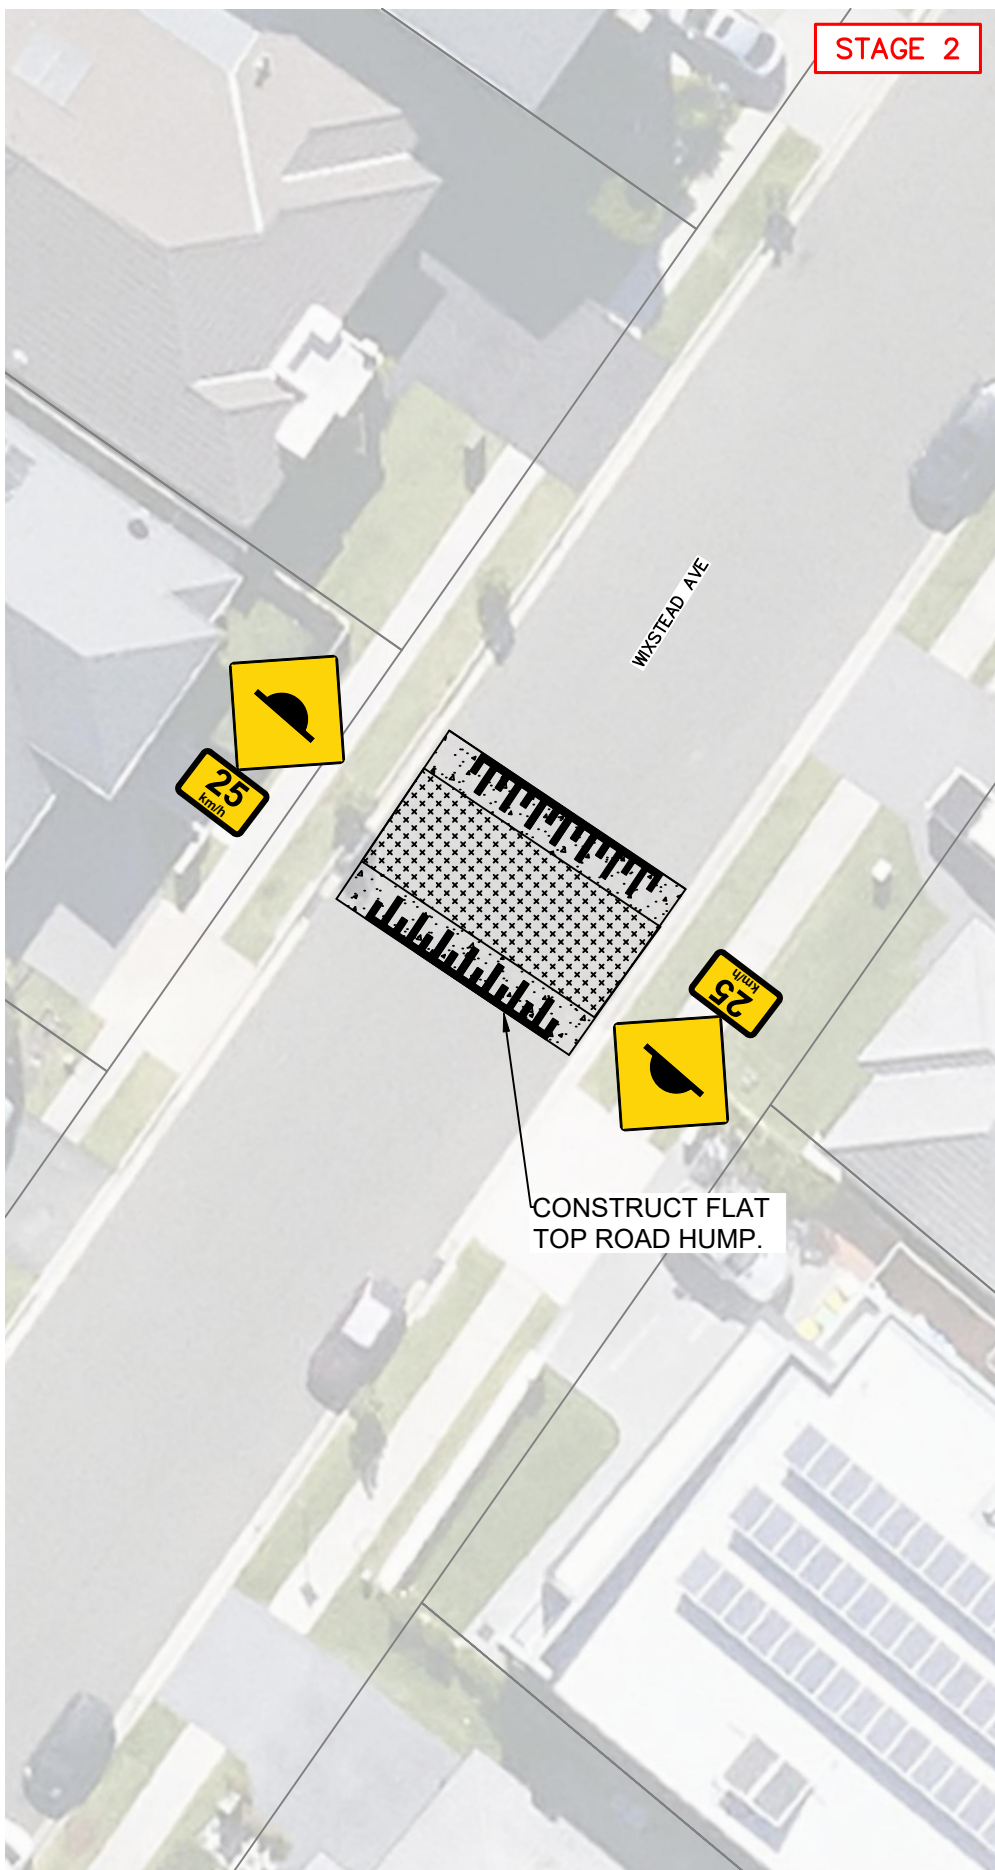 STAGE 2
WIXSTEAD AVE
25
km/h
25
km/h
CONSTRUCT FLAT
TOP ROAD HUMP.